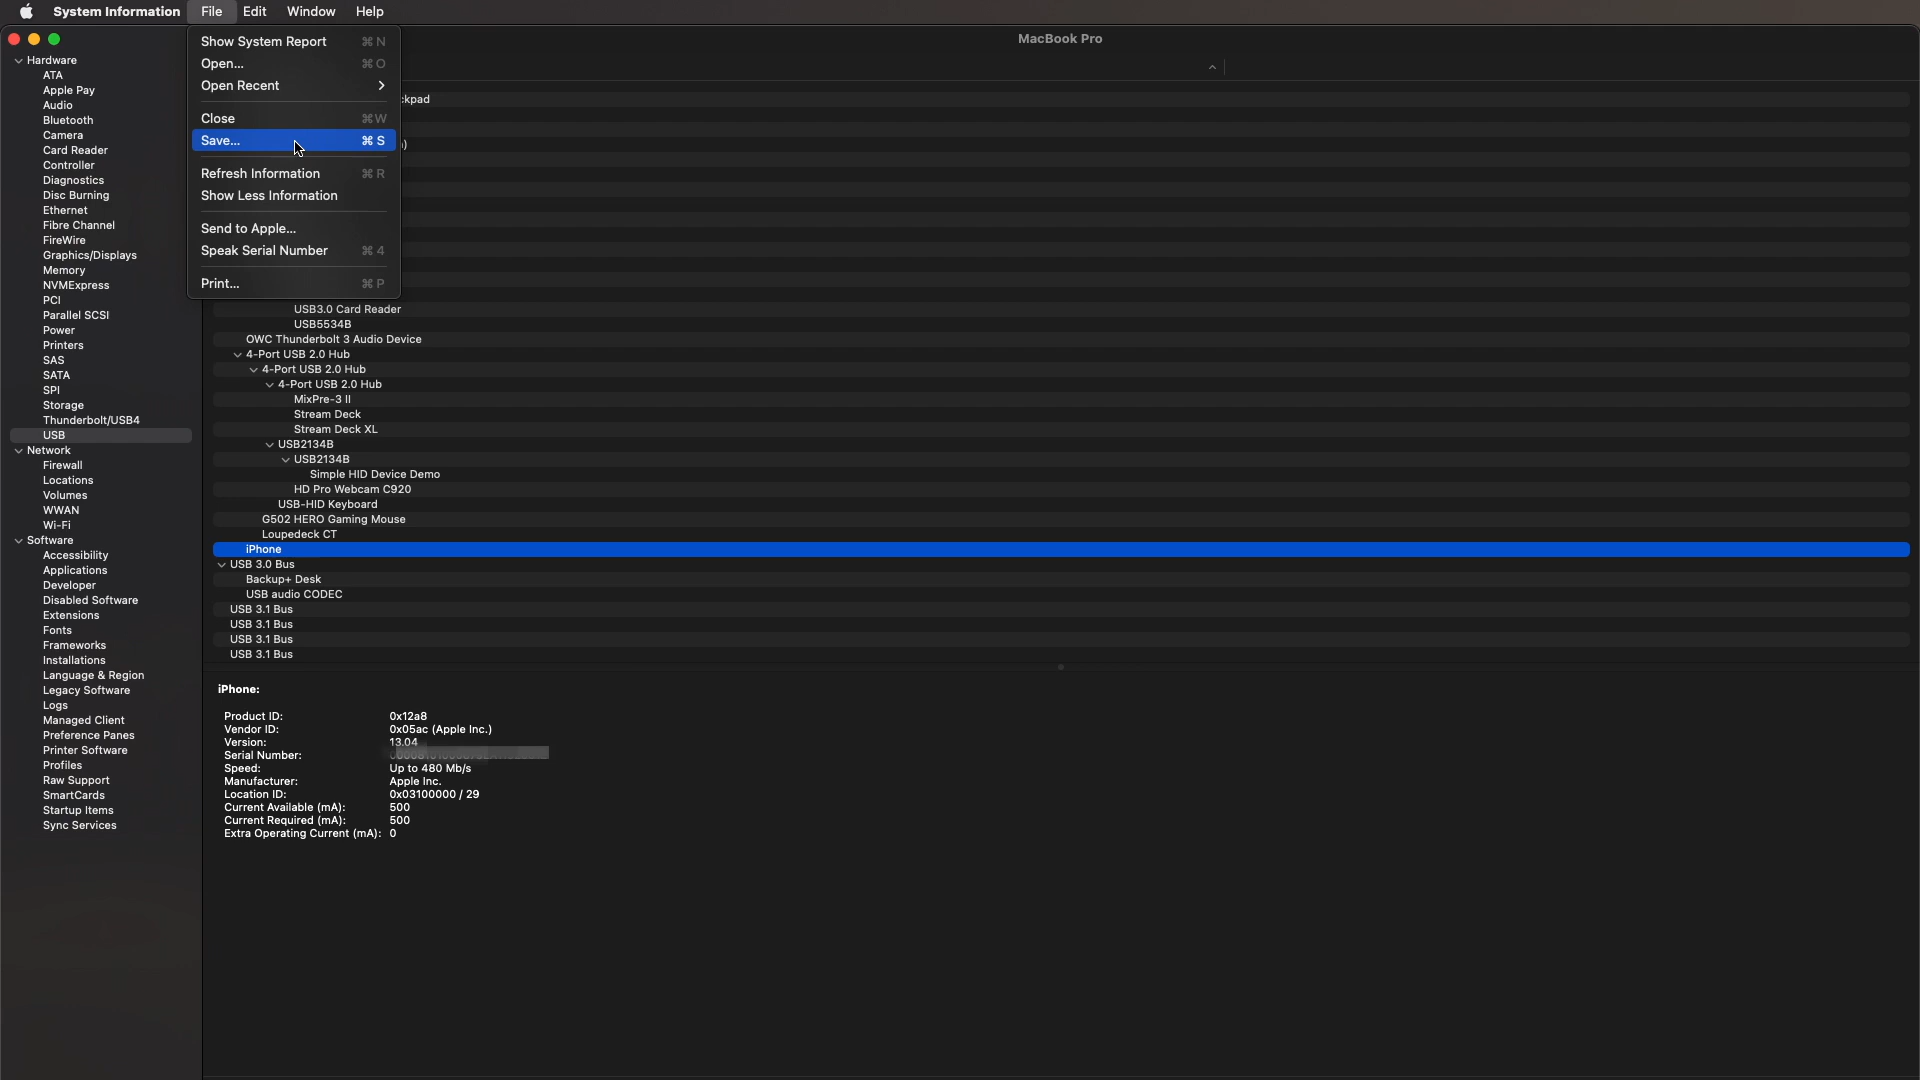 System Information File Edit Window Help
MacBook Pro
Hardware
ATA
Apple Pay
Audio
Bluetooth
Camera
Card Reader
Controller
Diagnostics
Disc Burning
Ethernet
Fibre Channel
FireWire
Graphics/Displays
Memory
NVMExpress
PCI
Parallel SCSI
Power
Printers
SAS
SATA
SPI
Storage
Thunderbolt/USB4
USB
Network
Firewall
Locations
Volumes
WWAN
Wi-Fi
Software
Accessibility
Applications
Developer
Disabled Software
Extensions
Fonts
Frameworks
Installations
Language & Region
Legacy Software
Logs
Managed Client
Preference Panes
Printer Software
Profiles
Raw Support
SmartCards
Startup Items
Sync Services
Show System Report ⌘ N
Open... ⌘ O
Open Recent
Close ⌘ W
Save... ⌘ S
Refresh Information ⌘ R
Show Less Information
Send to Apple...
Speak Serial Number ⌘ 4
Print... ⌘ P
ckpad
)
USB3.0 Card Reader
USB5534B
OWC Thunderbolt 3 Audio Device
4-Port USB 2.0 Hub
4-Port USB 2.0 Hub
4-Port USB 2.0 Hub
MixPre-3 II
Stream Deck
Stream Deck XL
USB2134B
USB2134B
Simple HID Device Demo
HD Pro Webcam C920
USB-HID Keyboard
G502 HERO Gaming Mouse
Loupedeck CT
iPhone
USB 3.0 Bus
Backup+ Desk
USB audio CODEC
USB 3.1 Bus
USB 3.1 Bus
USB 3.1 Bus
USB 3.1 Bus
iPhone:
Product ID: 0x12a8
Vendor ID: 0x05ac (Apple Inc.)
Version: 13.04
Serial Number:
Speed: Up to 480 Mb/s
Manufacturer: Apple Inc.
Location ID: 0x03100000 / 29
Current Available (mA): 500
Current Required (mA): 500
Extra Operating Current (mA): 0